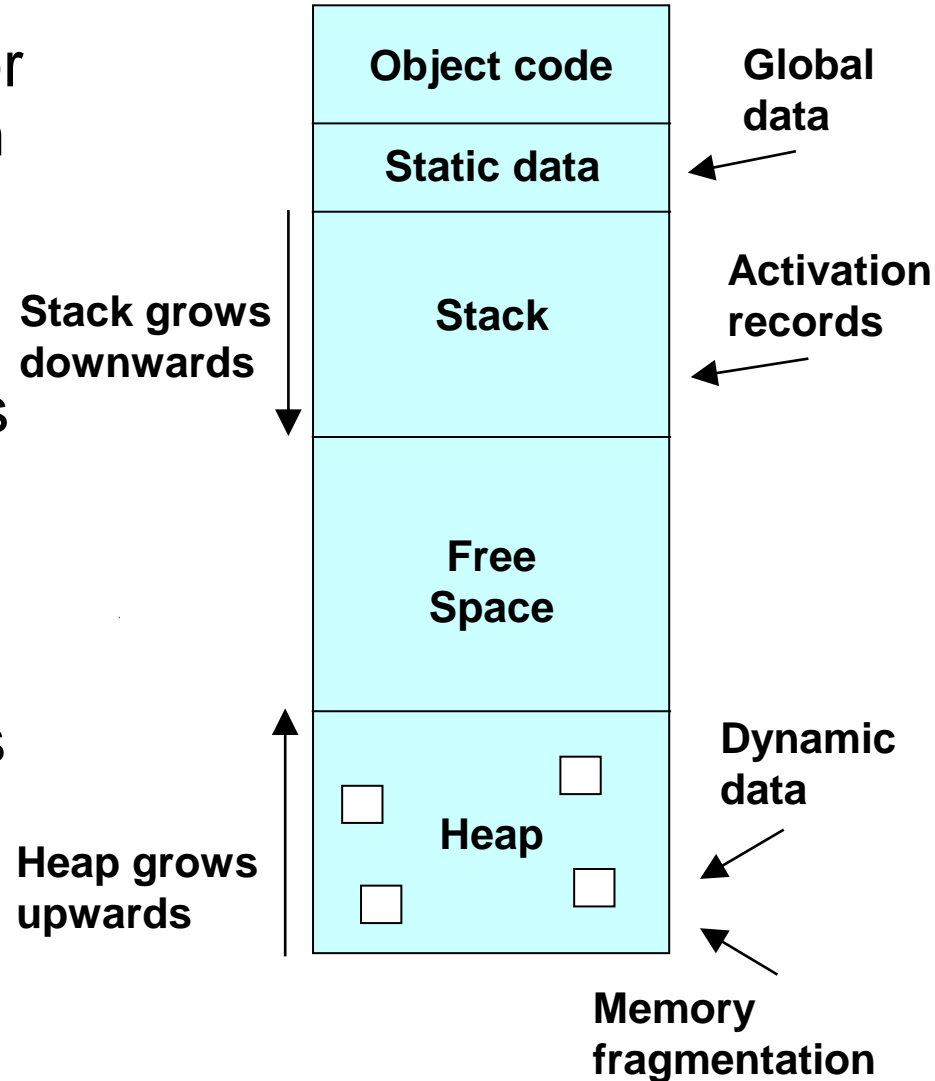 Object code
Global
data
Static data
Stack grows
downwards
Stack
Activation
records
Free
Space
Heap grows
upwards
Heap
Dynamic
data
Memory
fragmentation